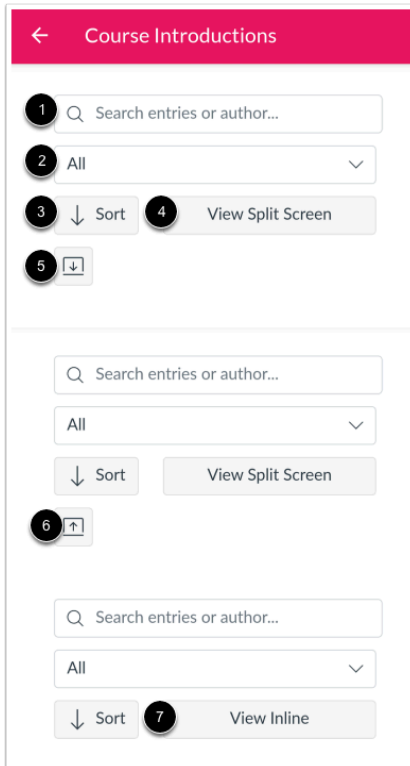 Course Introductions
1 Search entries or author...
2 All
3 Sort 4 View Split Screen
5
Search entries or author...
All
Sort View Split Screen
6
Search entries or author...
All
Sort 7 View Inline